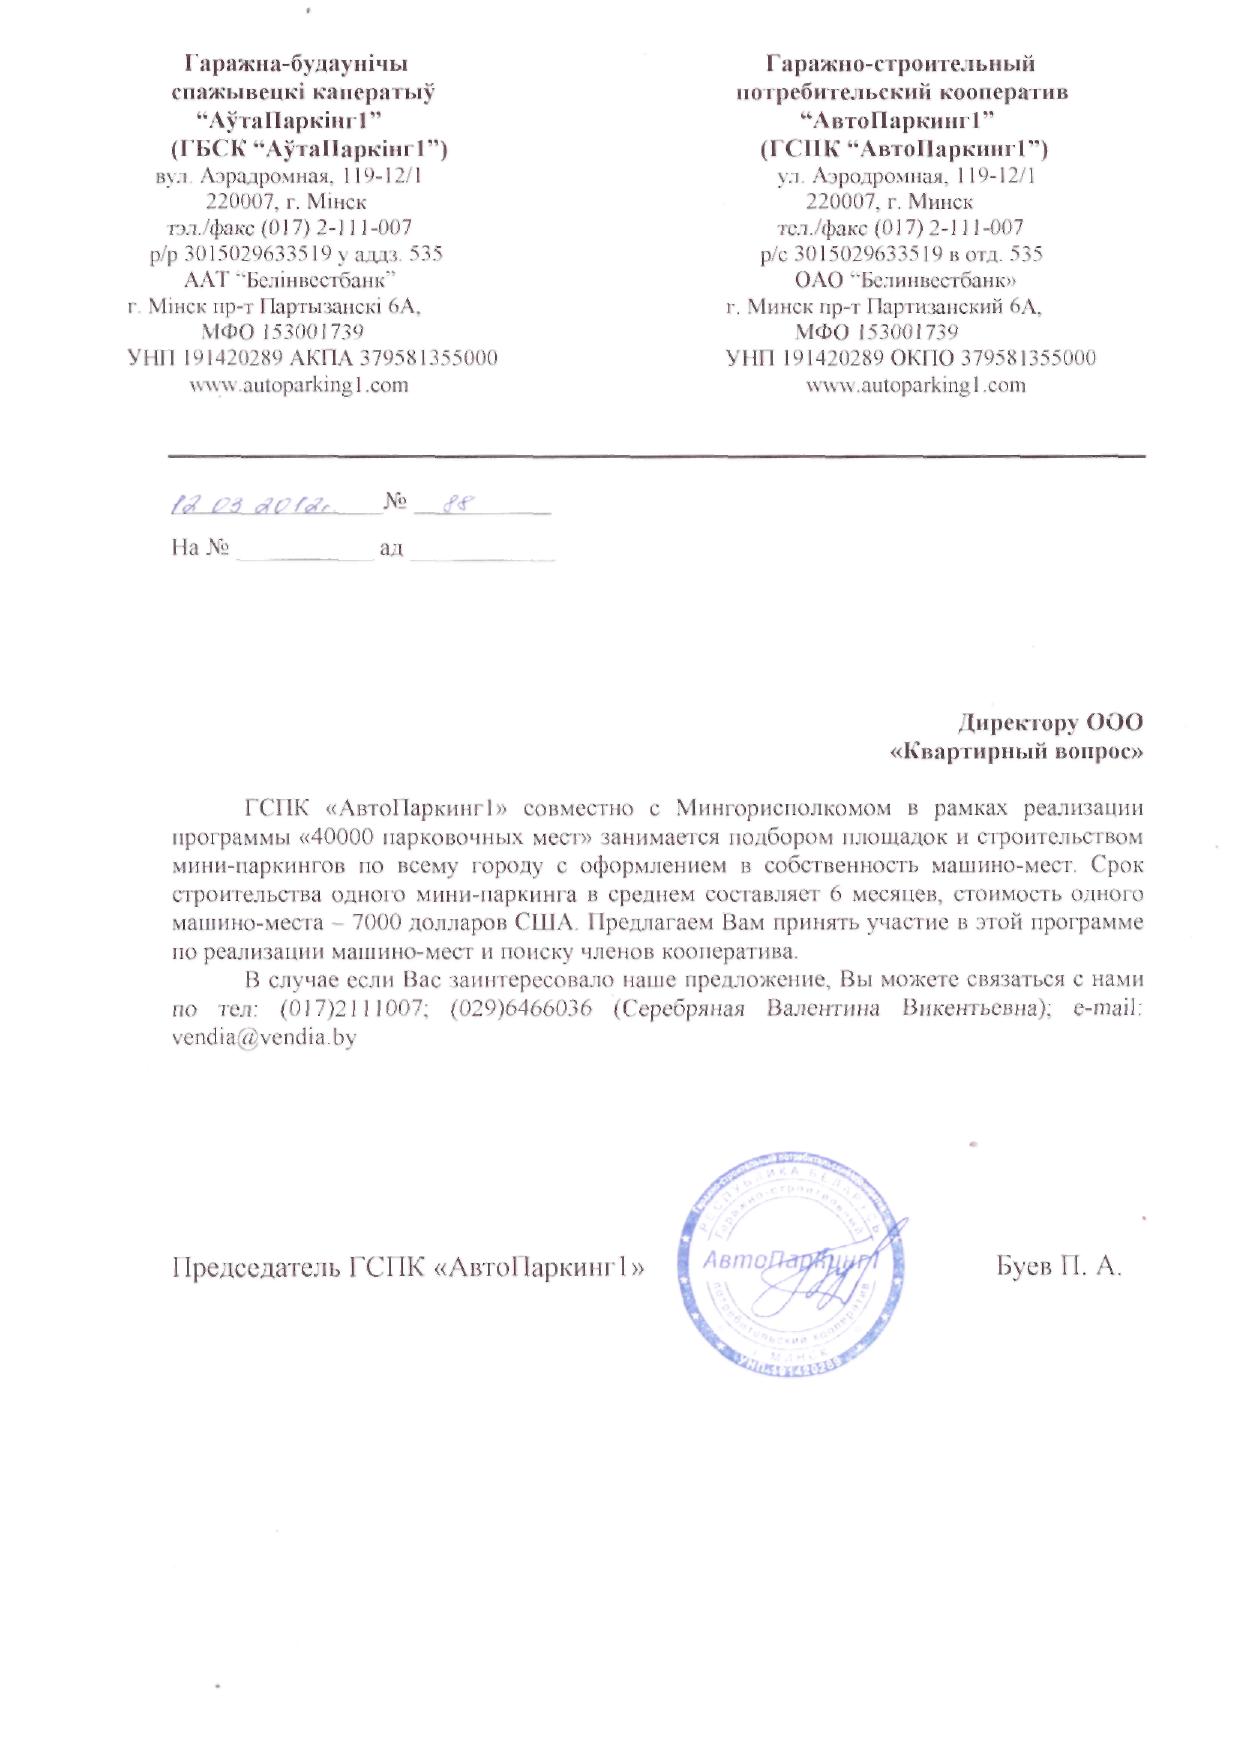 Гаражна-будаунічы
спажывецкі каператыў
“АўтаПаркінг1”
(ГБСК “АўтаПаркінг1”)
вул. Аэрадромная, 119-12/1
220007, г. Мінск
тэл./факс (017) 2-111-007
р/р 3015029633519 у аддз. 535
ААТ “Белінвестбанк”
г. Мінск пр-т Партызанскі 6А,
МФО 153001739
УНП 191420289 АКПА 379581355000
www.autoparking1.com
Гаражно-строительный
потребительский кооператив
“АвтоПаркинг1”
(ГСПК “АвтоПаркинг1”)
ул. Аэродромная, 119-12/1
220007, г. Минск
тел./факс (017) 2-111-007
р/с 3015029633519 в отд. 535
ОАО “Белинвестбанк»
г. Минск пр-т Партизанский 6А,
МФО 153001739
УНП 191420289 ОКПО 379581355000
www.autoparking1.com
12 03 2012г. № 88
На № ____________ ад ____________
Директору ООО
«Квартирный вопрос»
ГСПК «АвтоПаркинг1» совместно с Мингорисполкомом в рамках реализации
программы «40000 парковочных мест» занимается подбором площадок и строительством
мини-паркингов по всему городу с оформлением в собственность машино-мест. Срок
строительства одного мини-паркинга в среднем составляет 6 месяцев, стоимость одного
машино-места – 7000 долларов США. Предлагаем Вам принять участие в этой программе
по реализации машино-мест и поиску членов кооператива.
В случае если Вас заинтересовало наше предложение, Вы можете связаться с нами
по тел: (017)2111007; (029)6466036 (Серебряная Валентина Викентьевна); e-mail:
vendia@vendia.by
Председатель ГСПК «АвтоПаркинг1»
РЕСПУБЛИКА БЕЛАРУСЬ
Гаражно-строительный
АвтоПаркинг1
потребительский кооператив
г. МИНСК
УНП 191420289
Буев П. А.